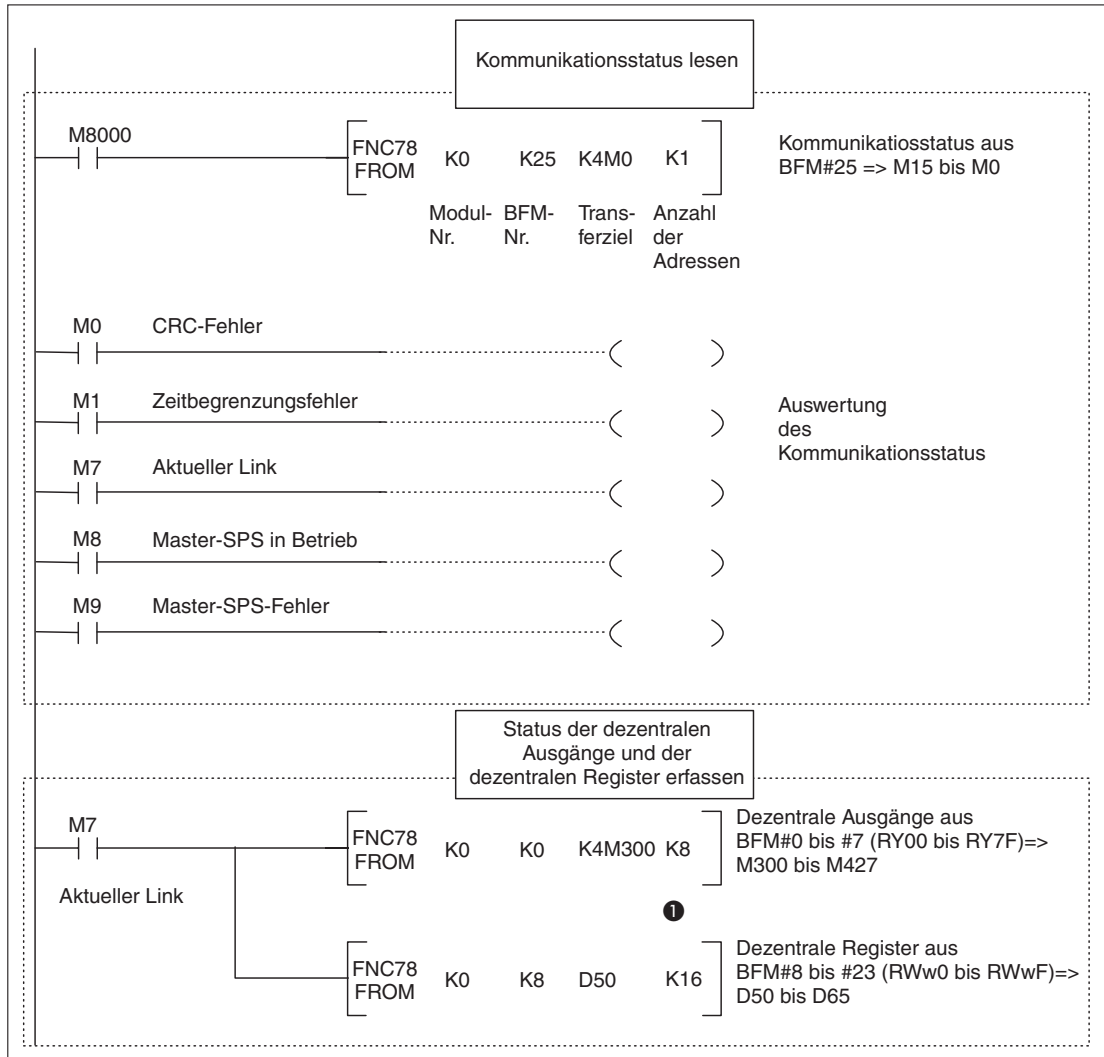 Kommunikationsstatus lesen
M8000
FNC78
FROM
K0 K25 K4M0 K1
Kommunikatiosstatus aus
BFM#25 => M15 bis M0
Modul- BFM- Trans- Anzahl
Nr. Nr. ferziel der
Adressen
M0 CRC-Fehler
M1 Zeitbegrenzungsfehler
Auswertung
des
Kommunikationsstatus
M7 Aktueller Link
M8 Master-SPS in Betrieb
M9 Master-SPS-Fehler
Status der dezentralen
Ausgänge und der
dezentralen Register erfassen
M7
Aktueller Link
FNC78
FROM
K0 K0 K4M300 K8
Dezentrale Ausgänge aus
BFM#0 bis #7 (RY00 bis RY7F)=>
M300 bis M427
❶
FNC78
FROM
K0 K8 D50 K16
Dezentrale Register aus
BFM#8 bis #23 (RWw0 bis RWwF)=>
D50 bis D65